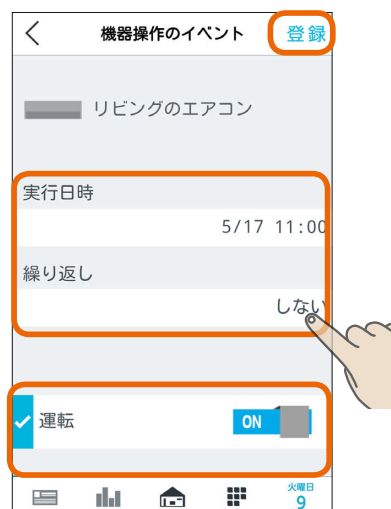 機器操作のイベント 登録
リビングのエアコン
実行日時
5/17 11:00
繰り返し
しない
運転 ON
火曜日
9